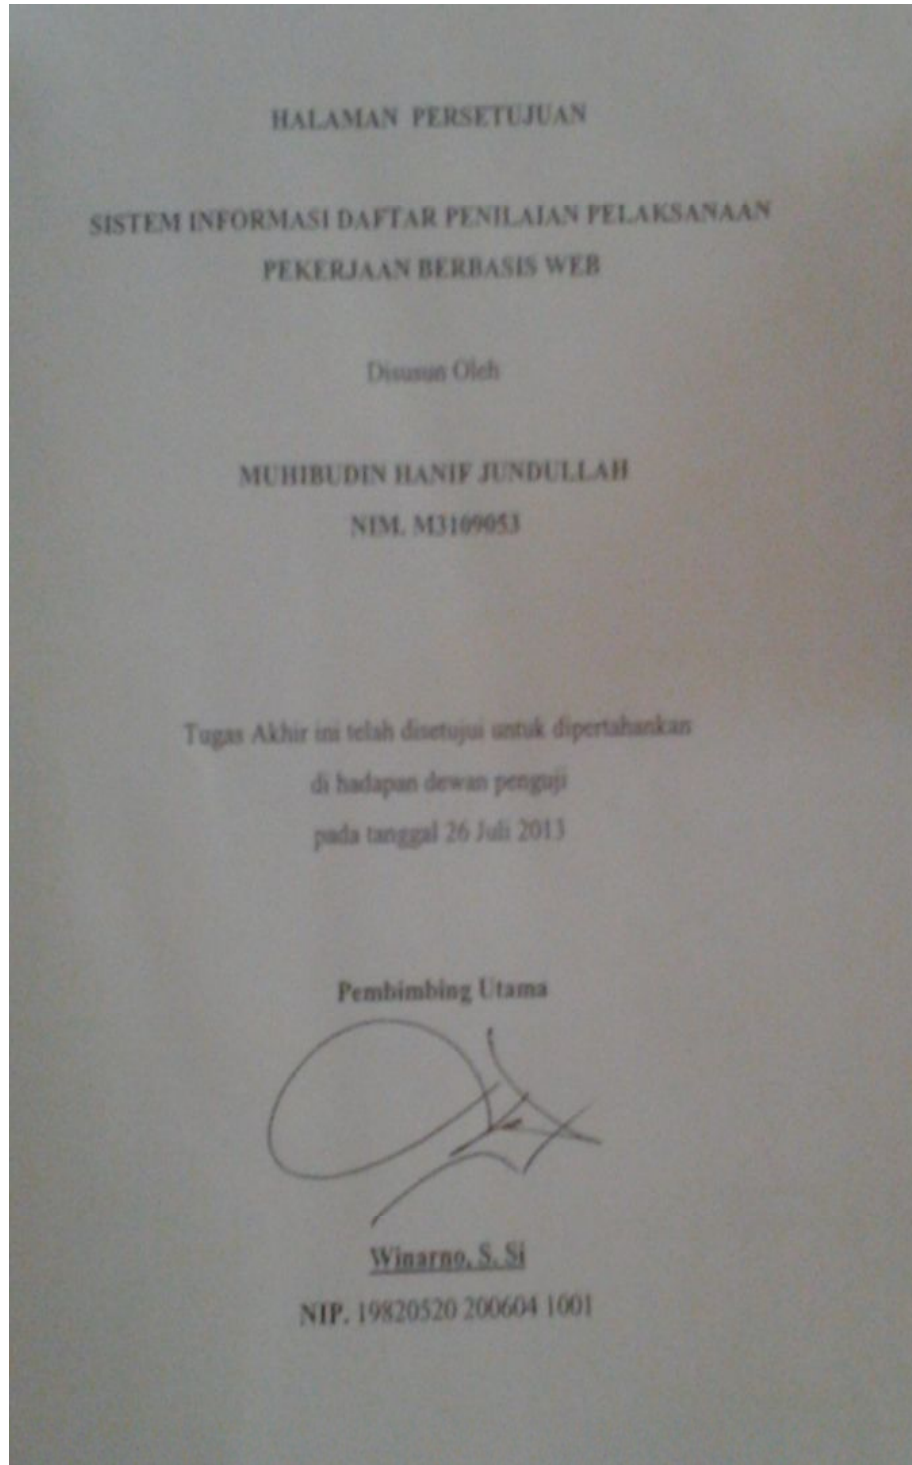 HALAMAN PERSETUJUAN
SISTEM INFORMASI DAFTAR PENILAIAN PELAKSANAAN
PEKERJAAN BERBASIS WEB
Disusun Oleh
MUHIBUDIN HANIF JUNDULLAH
NIM. M3109053
Tugas Akhir ini telah disetujui untuk dipertahankan
di hadapan dewan penguji
pada tanggal 26 Juli 2013
Pembimbing Utama
Winarno, S. Si
NIP. 19820520 200604 1001